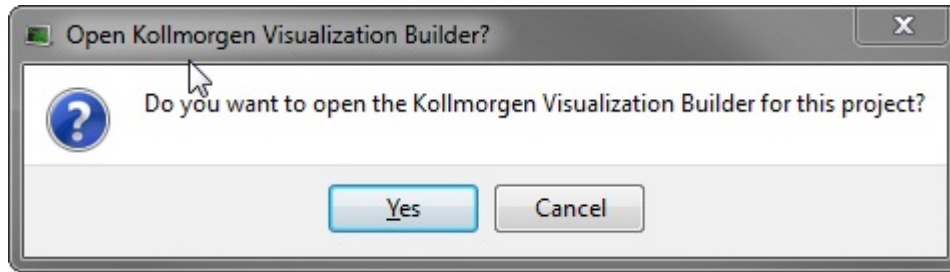 Open Kollmorgen Visualization Builder?
Do you want to open the Kollmorgen Visualization Builder for this project?
Yes
Cancel